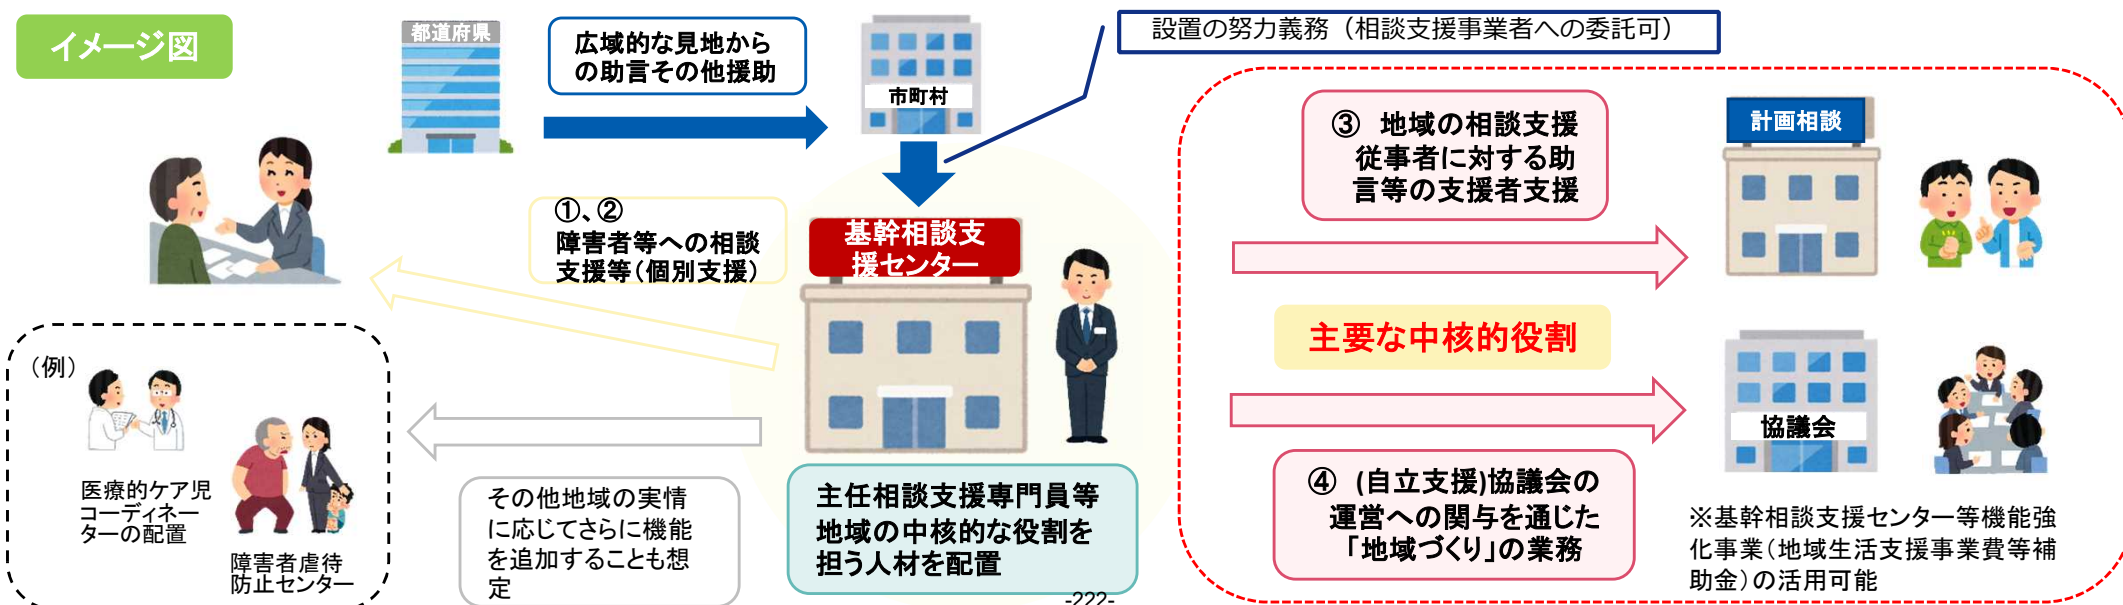 イメージ図
都道府県
広域的な見地から
の助言その他援助
市町村
設置の努力義務（相談支援事業者への委託可）
①、②
障害者等への相談
支援等(個別支援)
基幹相談支
援センター
③ 地域の相談支援
従事者に対する助
言等の支援者支援
計画相談
主要な中核的役割
(例)
医療的ケア児
コーディネー
ターの配置
障害者虐待
防止センター
その他地域の実情
に応じてさらに機能
を追加することも想
定
主任相談支援専門員等
地域の中核的な役割を
担う人材を配置
協議会
④ (自立支援)協議会の
運営への関与を通じた
「地域づくり」の業務
※基幹相談支援センター等機能強
化事業(地域生活支援事業費等補
助金)の活用可能
-222-